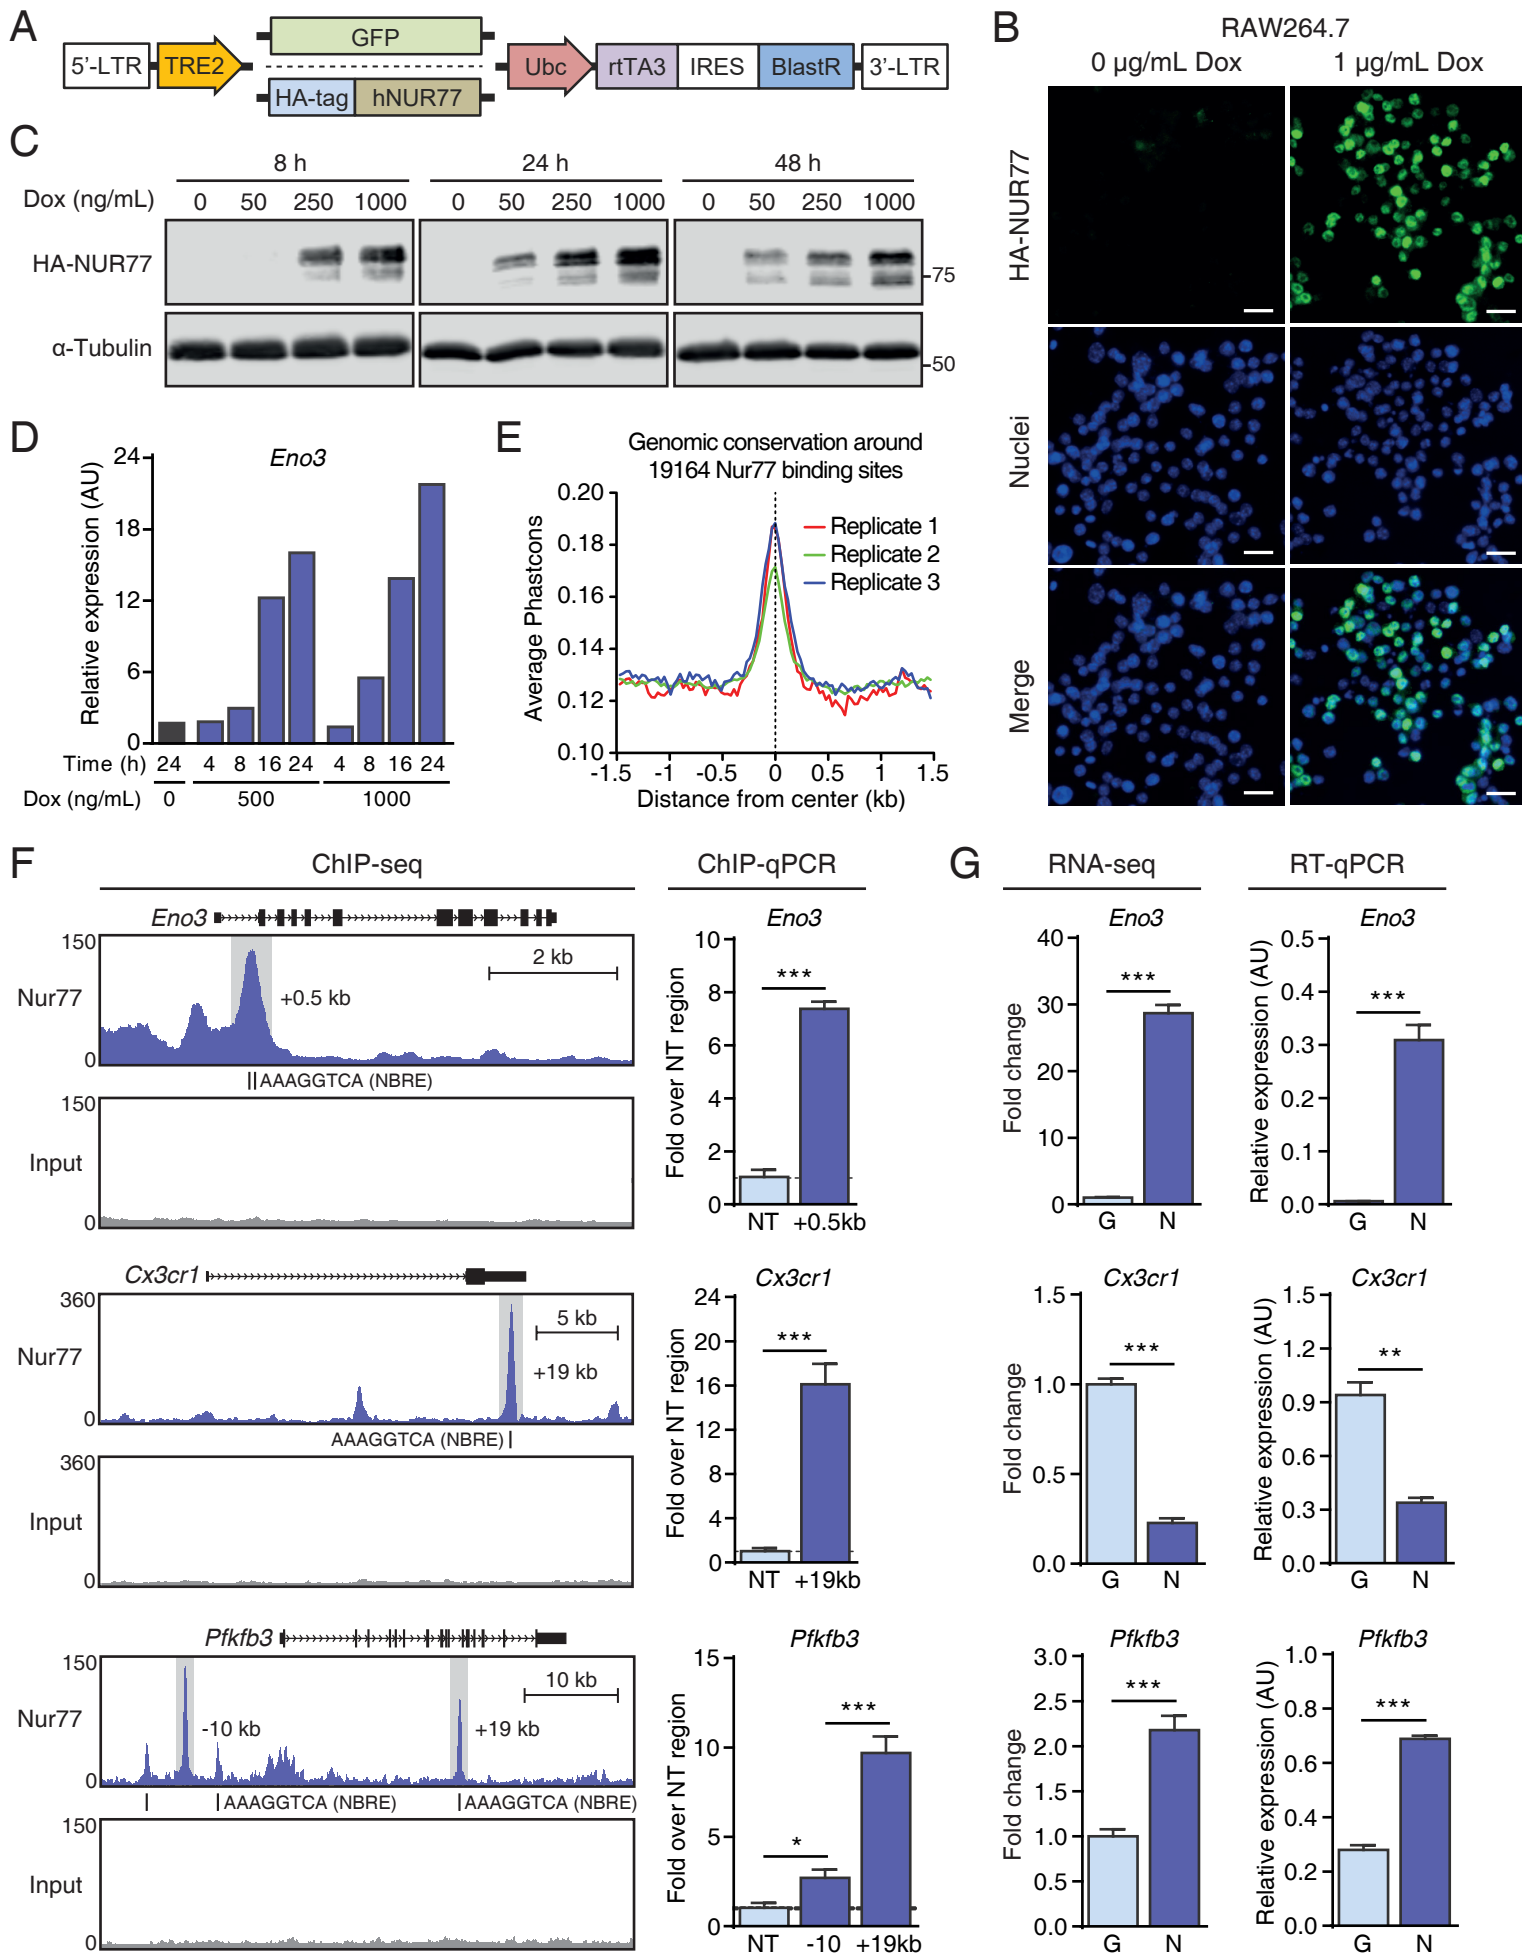 A
5'-LTR TRE2 GFP Ubc rtTA3 IRES BlastR 3'-LTR
HA-tag hNUR77
B
RAW264.7
0 µg/mL Dox 1 µg/mL Dox
HA-NUR77
Nuclei
Merge
C
8 h 24 h 48 h
Dox (ng/mL) 0 50 250 1000 0 50 250 1000 0 50 250 1000
HA-NUR77
-75
α-Tubulin
-50
D
Eno3
Relative expression (AU)
24
18
12
6
0
Time (h) 24 4 8 16 24 4 8 16 24
Dox (ng/mL) 0 500 1000
E
Genomic conservation around
19164 Nur77 binding sites
Average Phastcons
0.20
0.18
0.16
0.14
0.12
0.10
Replicate 1
Replicate 2
Replicate 3
-1.5 -1 -0.5 0 0.5 1 1.5
Distance from center (kb)
F
ChIP-seq ChIP-qPCR
Eno3
150
2 kb
Nur77
+0.5 kb
0
AAAGGTCA (NBRE)
150
Input
0
Eno3
Fold over NT region
10
8
6
4
2
0
***
NT +0.5kb
Cx3cr1
360
5 kb
Nur77
+19 kb
0
AAAGGTCA (NBRE)
360
Input
0
Cx3cr1
Fold over NT region
24
20
16
12
8
4
0
***
NT +19kb
Pfkfb3
150
10 kb
Nur77
-10 kb +19 kb
0
AAAGGTCA (NBRE) AAAGGTCA (NBRE)
150
Input
0
Pfkfb3
Fold over NT region
15
10
5
0
***
*
NT -10 +19kb
G
RNA-seq RT-qPCR
Eno3
Fold change
40
30
20
10
0
***
G N
Eno3
Relative expression (AU)
0.5
0.4
0.3
0.2
0.1
0.0
***
G N
Cx3cr1
Fold change
1.5
1.0
0.5
0.0
***
G N
Cx3cr1
Relative expression (AU)
1.5
1.2
0.9
0.6
0.3
0.0
**
G N
Pfkfb3
Fold change
3.0
2.5
2.0
1.5
1.0
0.5
0.0
***
G N
Pfkfb3
Relative expression (AU)
1.0
0.8
0.6
0.4
0.2
0.0
***
G N